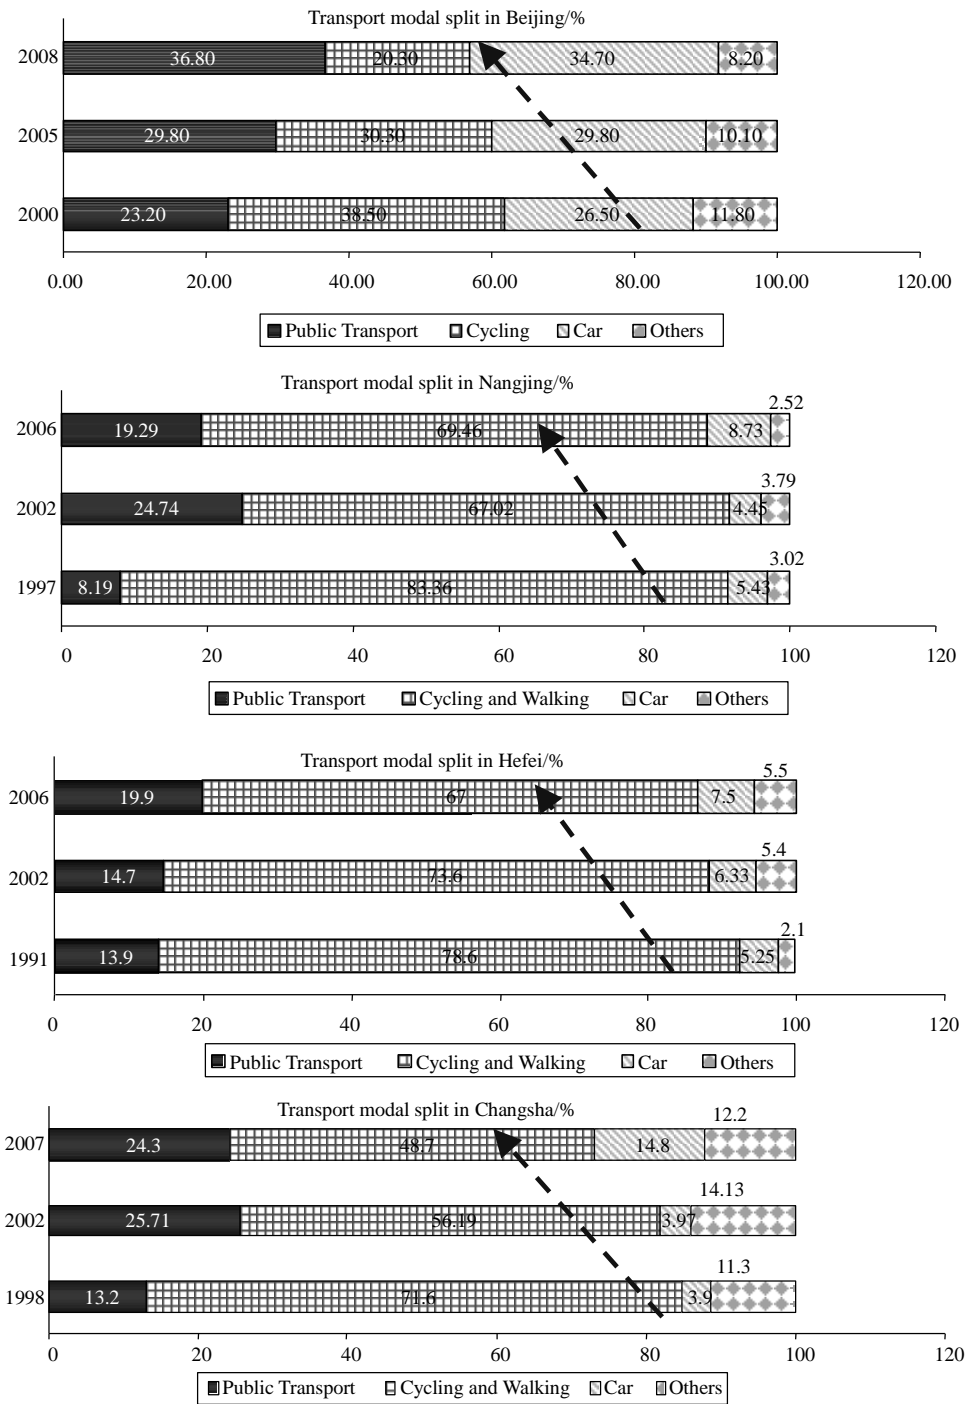 Transport modal split in Beijing/%
2008 36.80 20.30 34.70 8.20
2005 29.80 30.30 29.80 10.10
2000 23.20 38.50 26.50 11.80
0.00 20.00 40.00 60.00 80.00 100.00 120.00
Public Transport Cycling Car Others
Transport modal split in Nangjing/%
2.52
2006 19.29 69.46 8.73
3.79
2002 24.74 67.02 4.45
3.02
1997 8.19 83.36 5.43
0 20 40 60 80 100 120
Public Transport Cycling and Walking Car Others
Transport modal split in Hefei/%
5.5
2006 19.9 67 7.5
5.4
2002 14.7 73.6 6.33
2.1
1991 13.9 78.6 5.25
0 20 40 60 80 100 120
Public Transport Cycling and Walking Car Others
Transport modal split in Changsha/%
12.2
2007 24.3 48.7 14.8
14.13
2002 25.71 56.19 3.97
11.3
1998 13.2 71.6 3.9
0 20 40 60 80 100 120
Public Transport Cycling and Walking Car Others